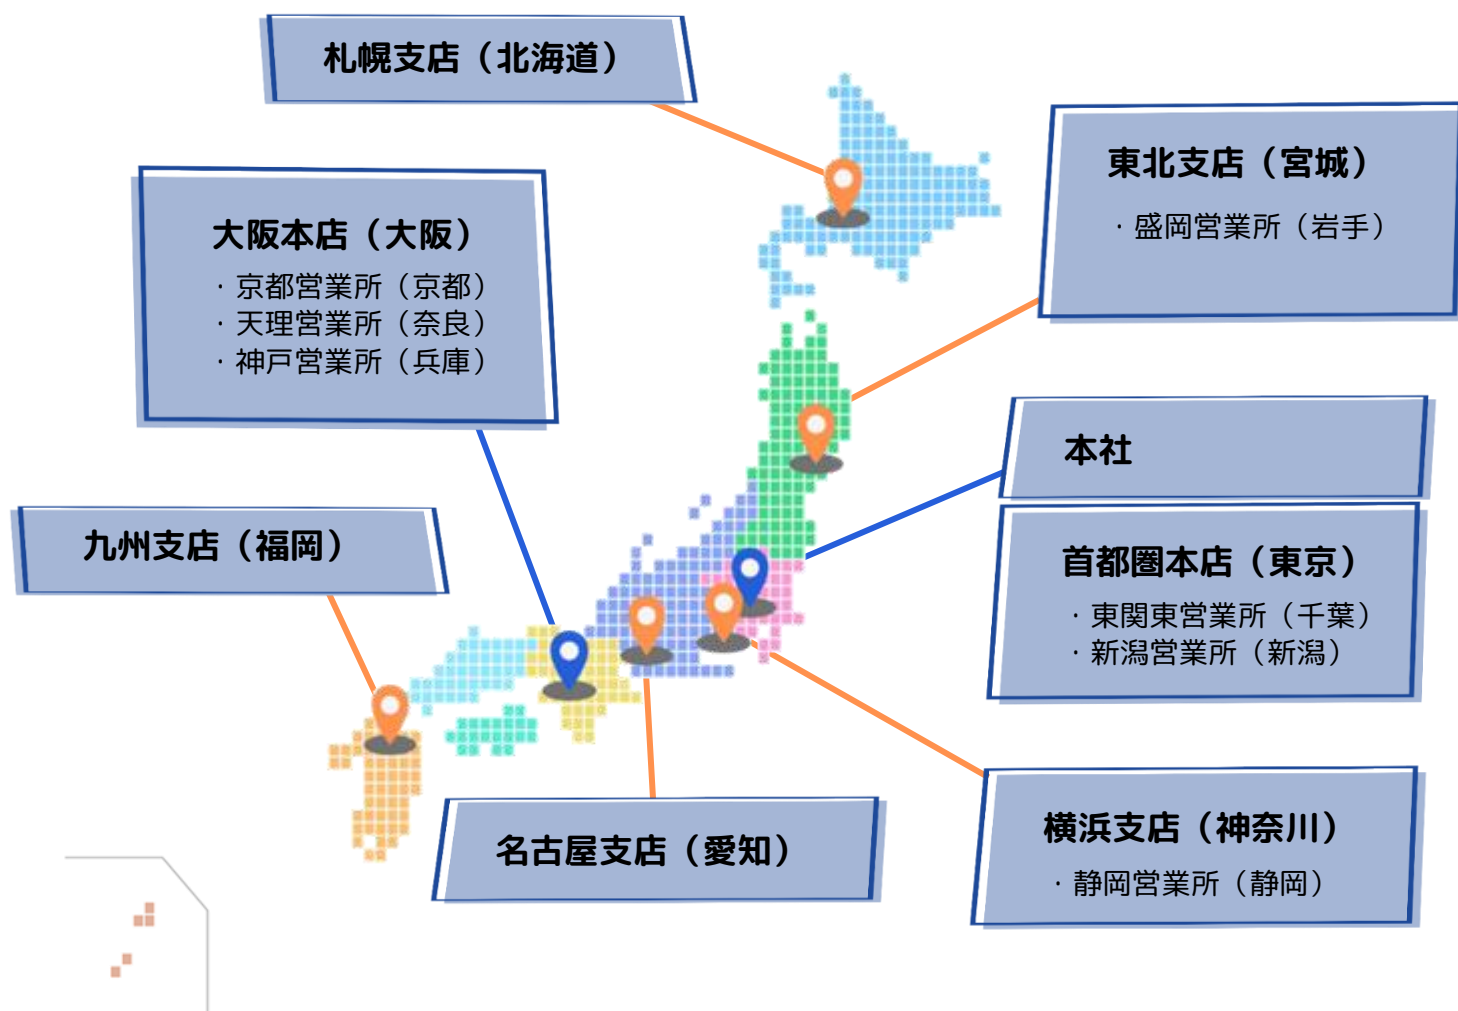 札幌支店（北海道）
東北支店（宮城）
・盛岡営業所（岩手）
大阪本店（大阪）
・京都営業所（京都）
・天理営業所（奈良）
・神戸営業所（兵庫）
本社
首都圏本店（東京）
・東関東営業所（千葉）
・新潟営業所（新潟）
九州支店（福岡）
名古屋支店（愛知）
横浜支店（神奈川）
・静岡営業所（静岡）